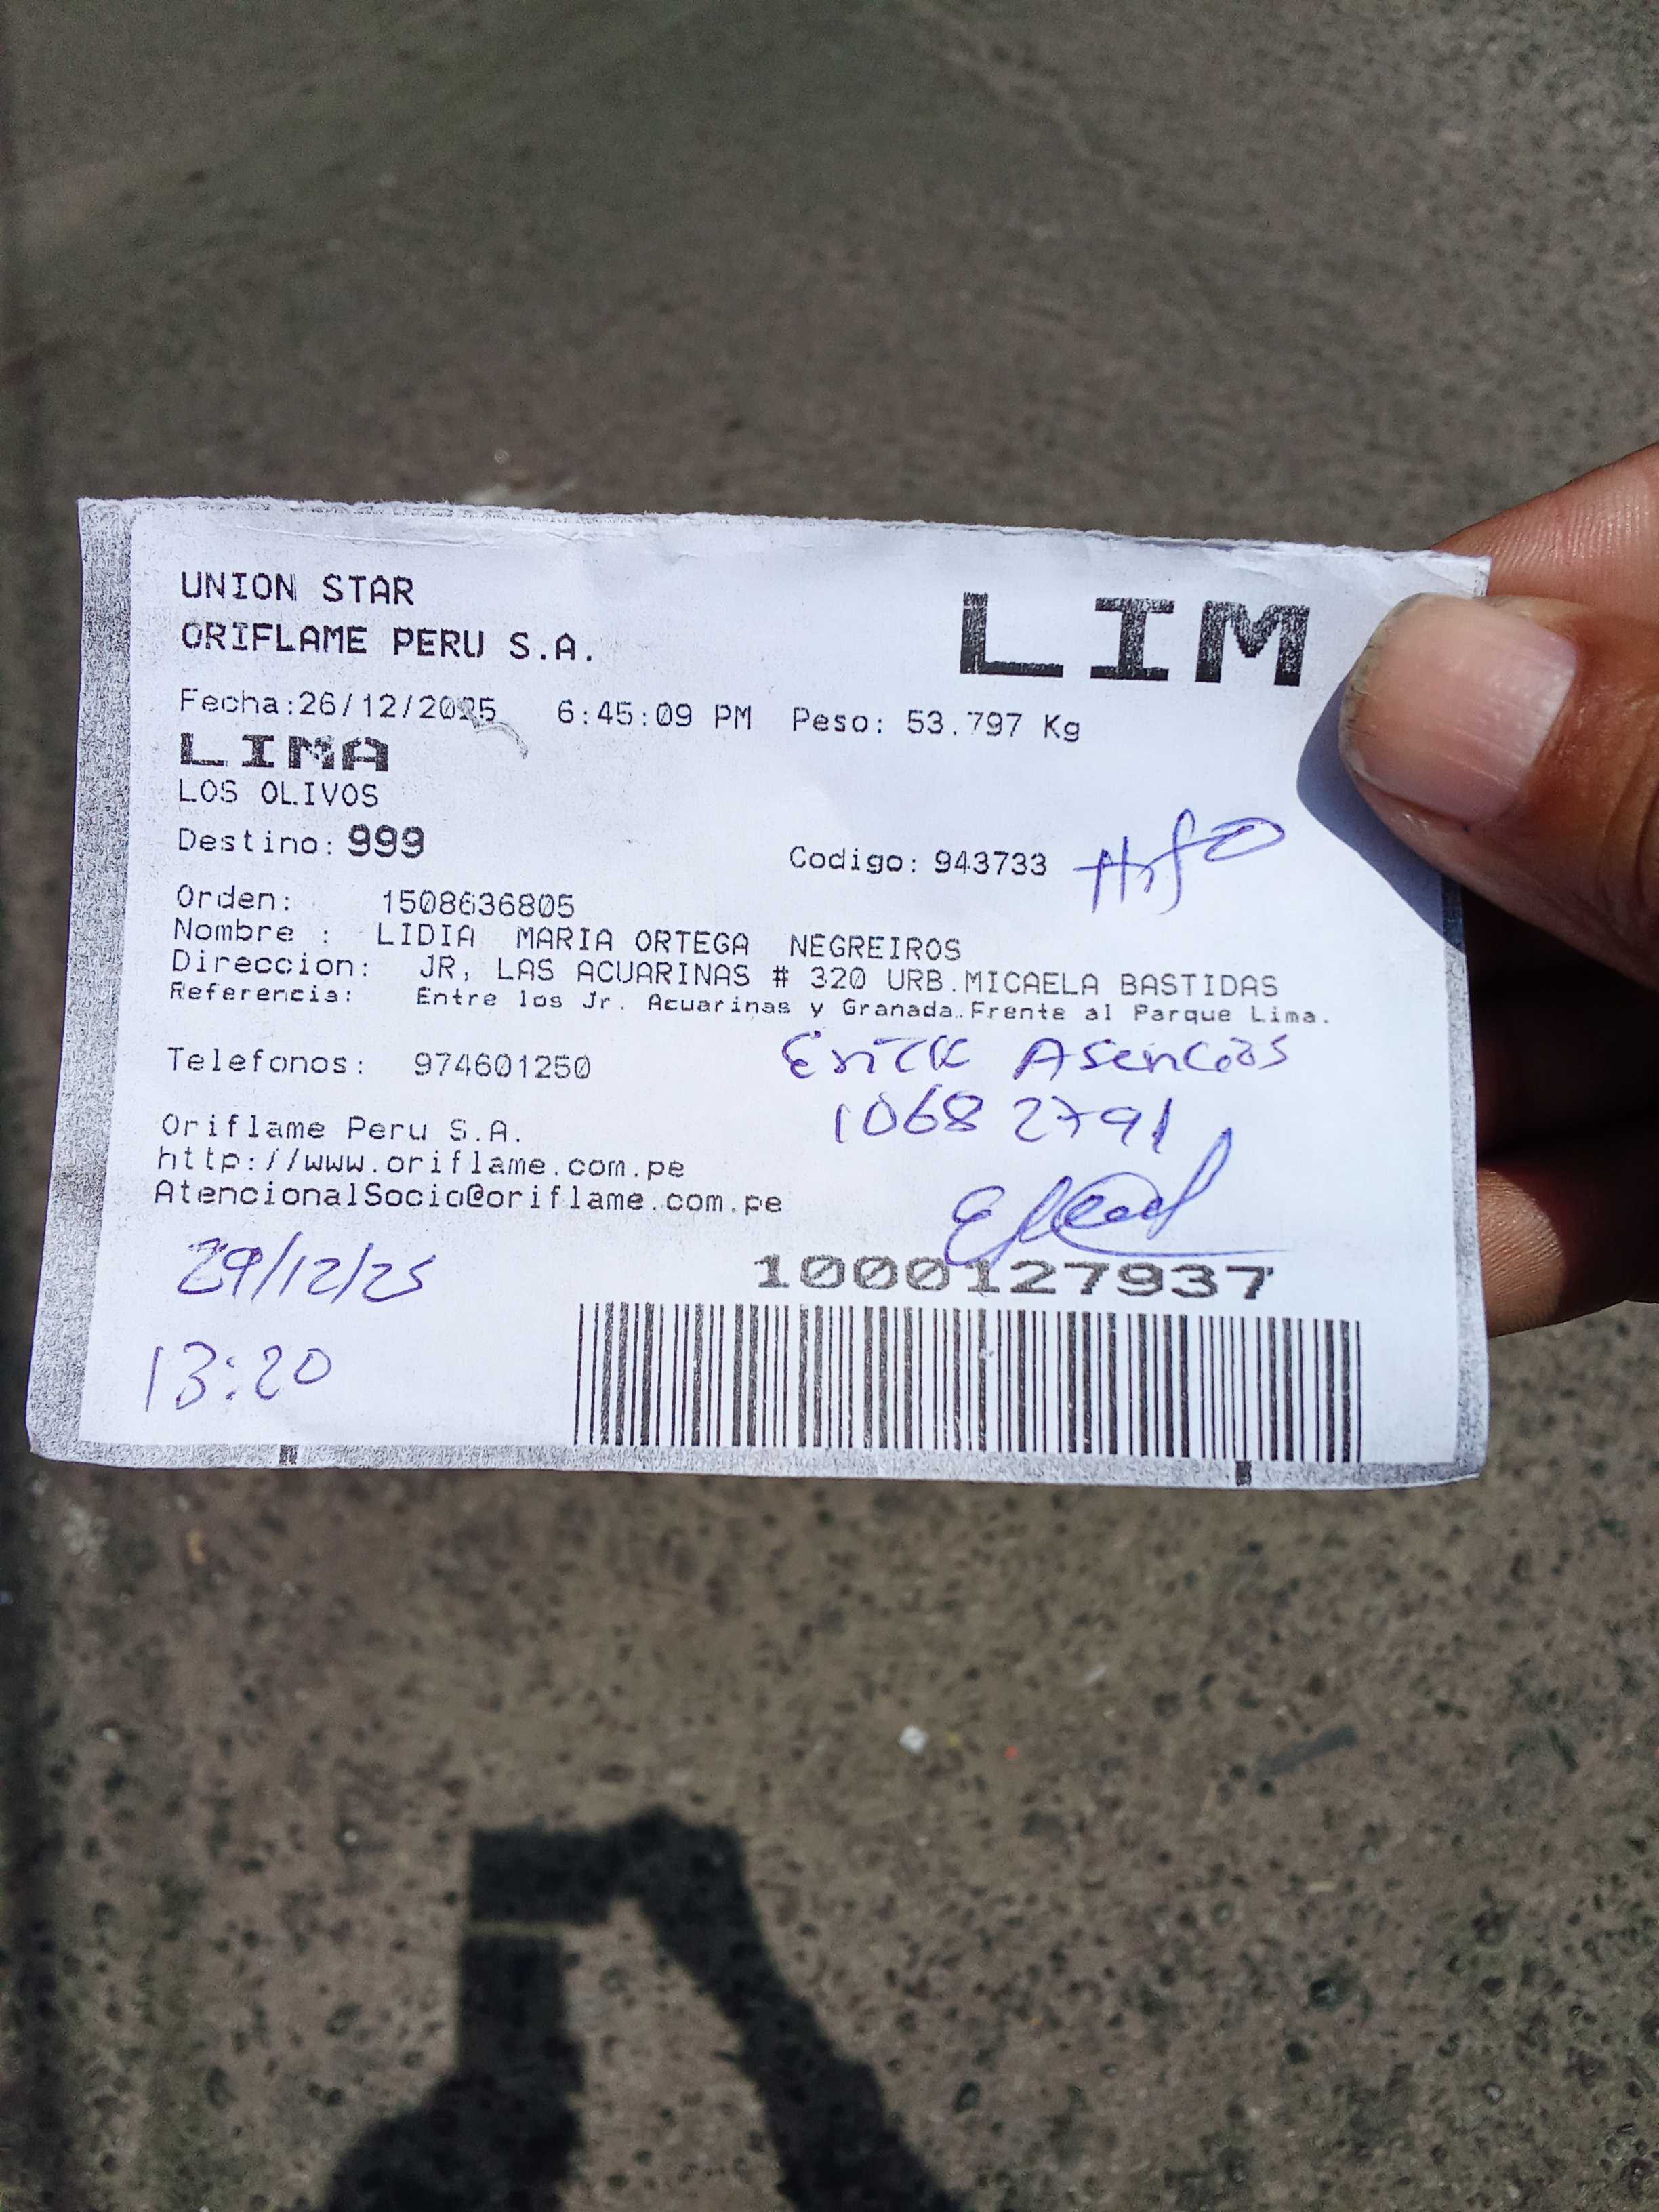 UNION STAR
ORIFLAME PERU S.A.
LIM
Fecha:26/12/2025 6:45:09 PM Peso: 53.797 Kg
LIMA
LOS OLIVOS
Destino: 999
Codigo: 943733 Hijo
Orden: 1508636805
Nombre : LIDIA MARIA ORTEGA NEGREIROS
Direccion: JR, LAS ACUARINAS # 320 URB.MICAELA BASTIDAS
Referencia: Entre los Jr. Acuarinas y Granada.Frente al Parque Lima.
Erick Asencios
Telefonos: 974601250
10682791
Oriflame Peru S.A.
http://www.oriflame.com.pe
AtencionalSocio@oriflame.com.pe
29/12/25
1000127937
13:20